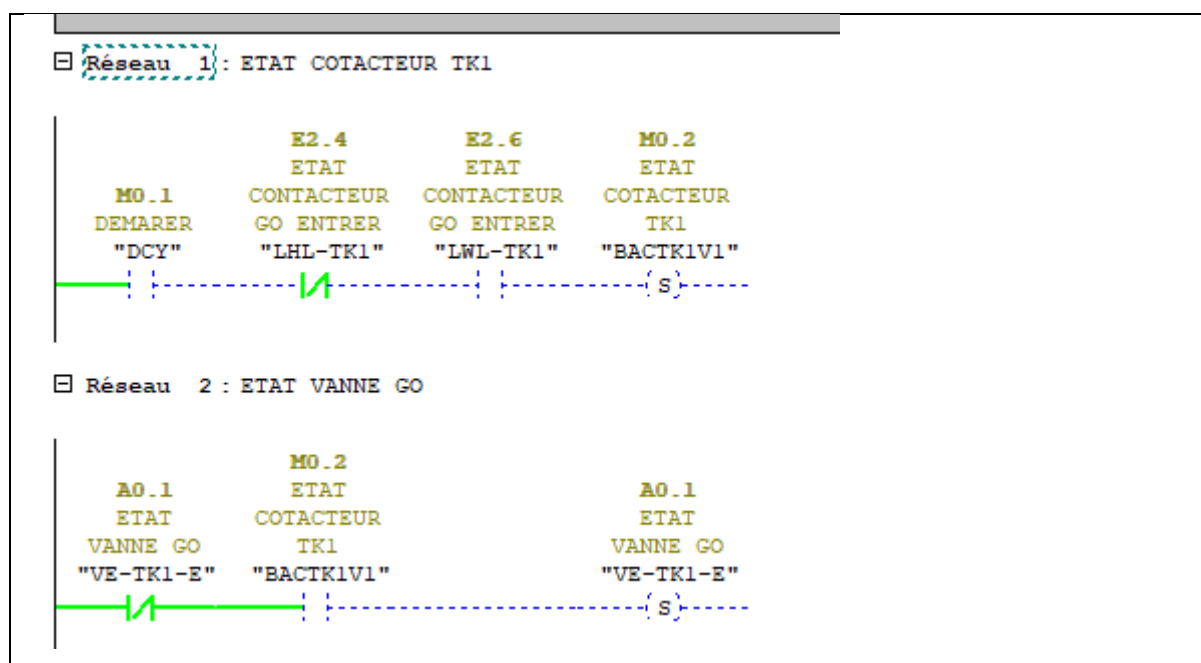 Réseau 1 : ETAT COTACTEUR TK1
E2.4 E2.6 M0.2
ETAT ETAT ETAT
M0.1 CONTACTEUR CONTACTEUR COTACTEUR
DEMARER GO ENTRER GO ENTRER TK1
"DCY" "LHL-TK1" "LWL-TK1" "BACTK1V1"
S
Réseau 2 : ETAT VANNE GO
M0.2
A0.1 ETAT A0.1
ETAT COTACTEUR ETAT
VANNE GO TK1 VANNE GO
"VE-TK1-E" "BACTK1V1" "VE-TK1-E"
S